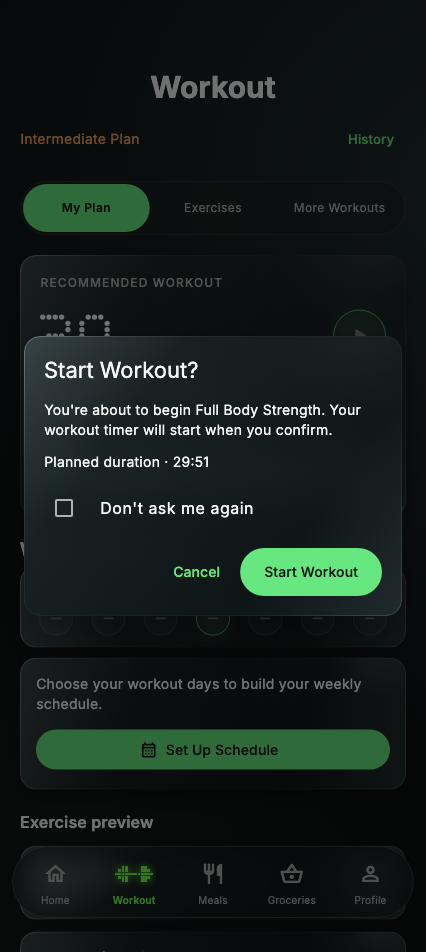 Workout
Intermediate Plan
History
My Plan
Exercises
More Workouts
RECOMMENDED WORKOUT
Start Workout?
You're about to begin Full Body Strength. Your
workout timer will start when you confirm.
Planned duration · 29:51
Don't ask me again
Cancel
Start Workout
Choose your workout days to build your weekly
schedule.
Set Up Schedule
Exercise preview
Home
Workout
Meals
Groceries
Profile